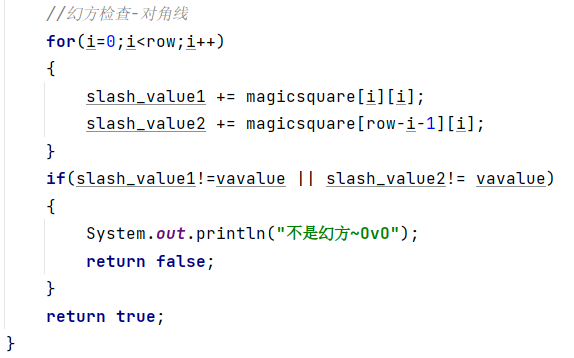 //幻方检查-对角线
for(i=0;i<row;i++)
{
slash_value1 += magicsquare[i][i];
slash_value2 += magicsquare[row-i-1][i];
}
if(slash_value1!=vavalue || slash_value2!= vavalue)
{
System.out.println("不是幻方~OvO");
return false;
}
return true;
}